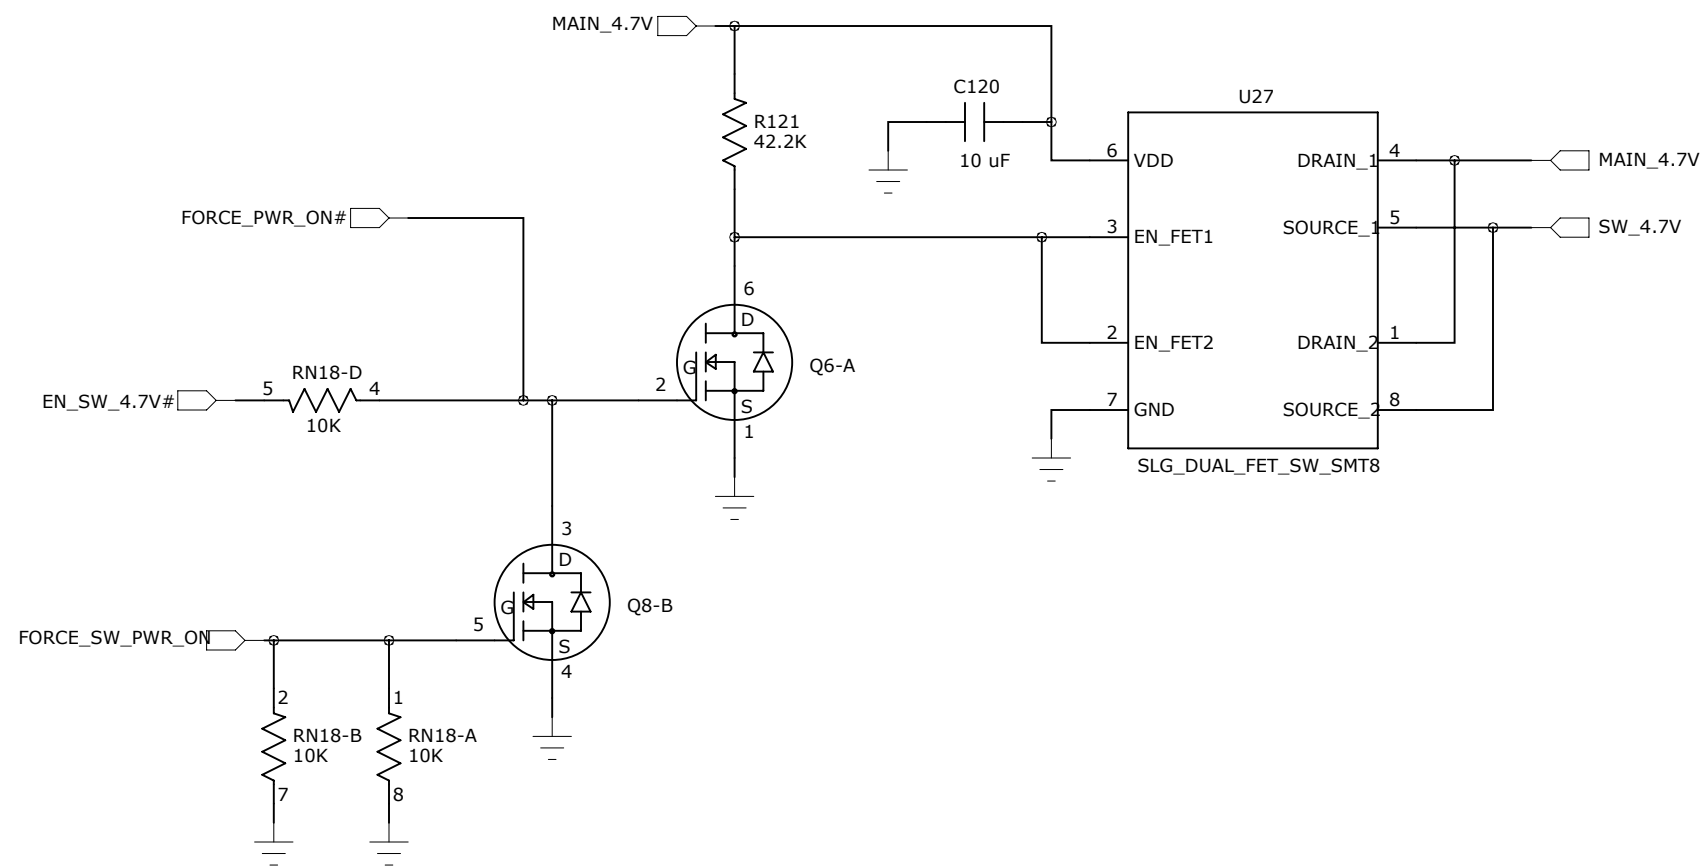 MAIN_4.7V
C120
10 uF
R121
42.2K
U27
6
VDD
DRAIN_1
4
MAIN_4.7V
3
EN_FET1
SOURCE_1
5
SW_4.7V
2
EN_FET2
DRAIN_2
1
7
GND
SOURCE_2
8
SLG_DUAL_FET_SW_SMT8
FORCE_PWR_ON#
6
D
G
S
2
1
Q6-A
EN_SW_4.7V#
5
RN18-D
4
10K
3
D
G
S
5
4
Q8-B
FORCE_SW_PWR_ON
2
RN18-B
10K
7
1
RN18-A
10K
8